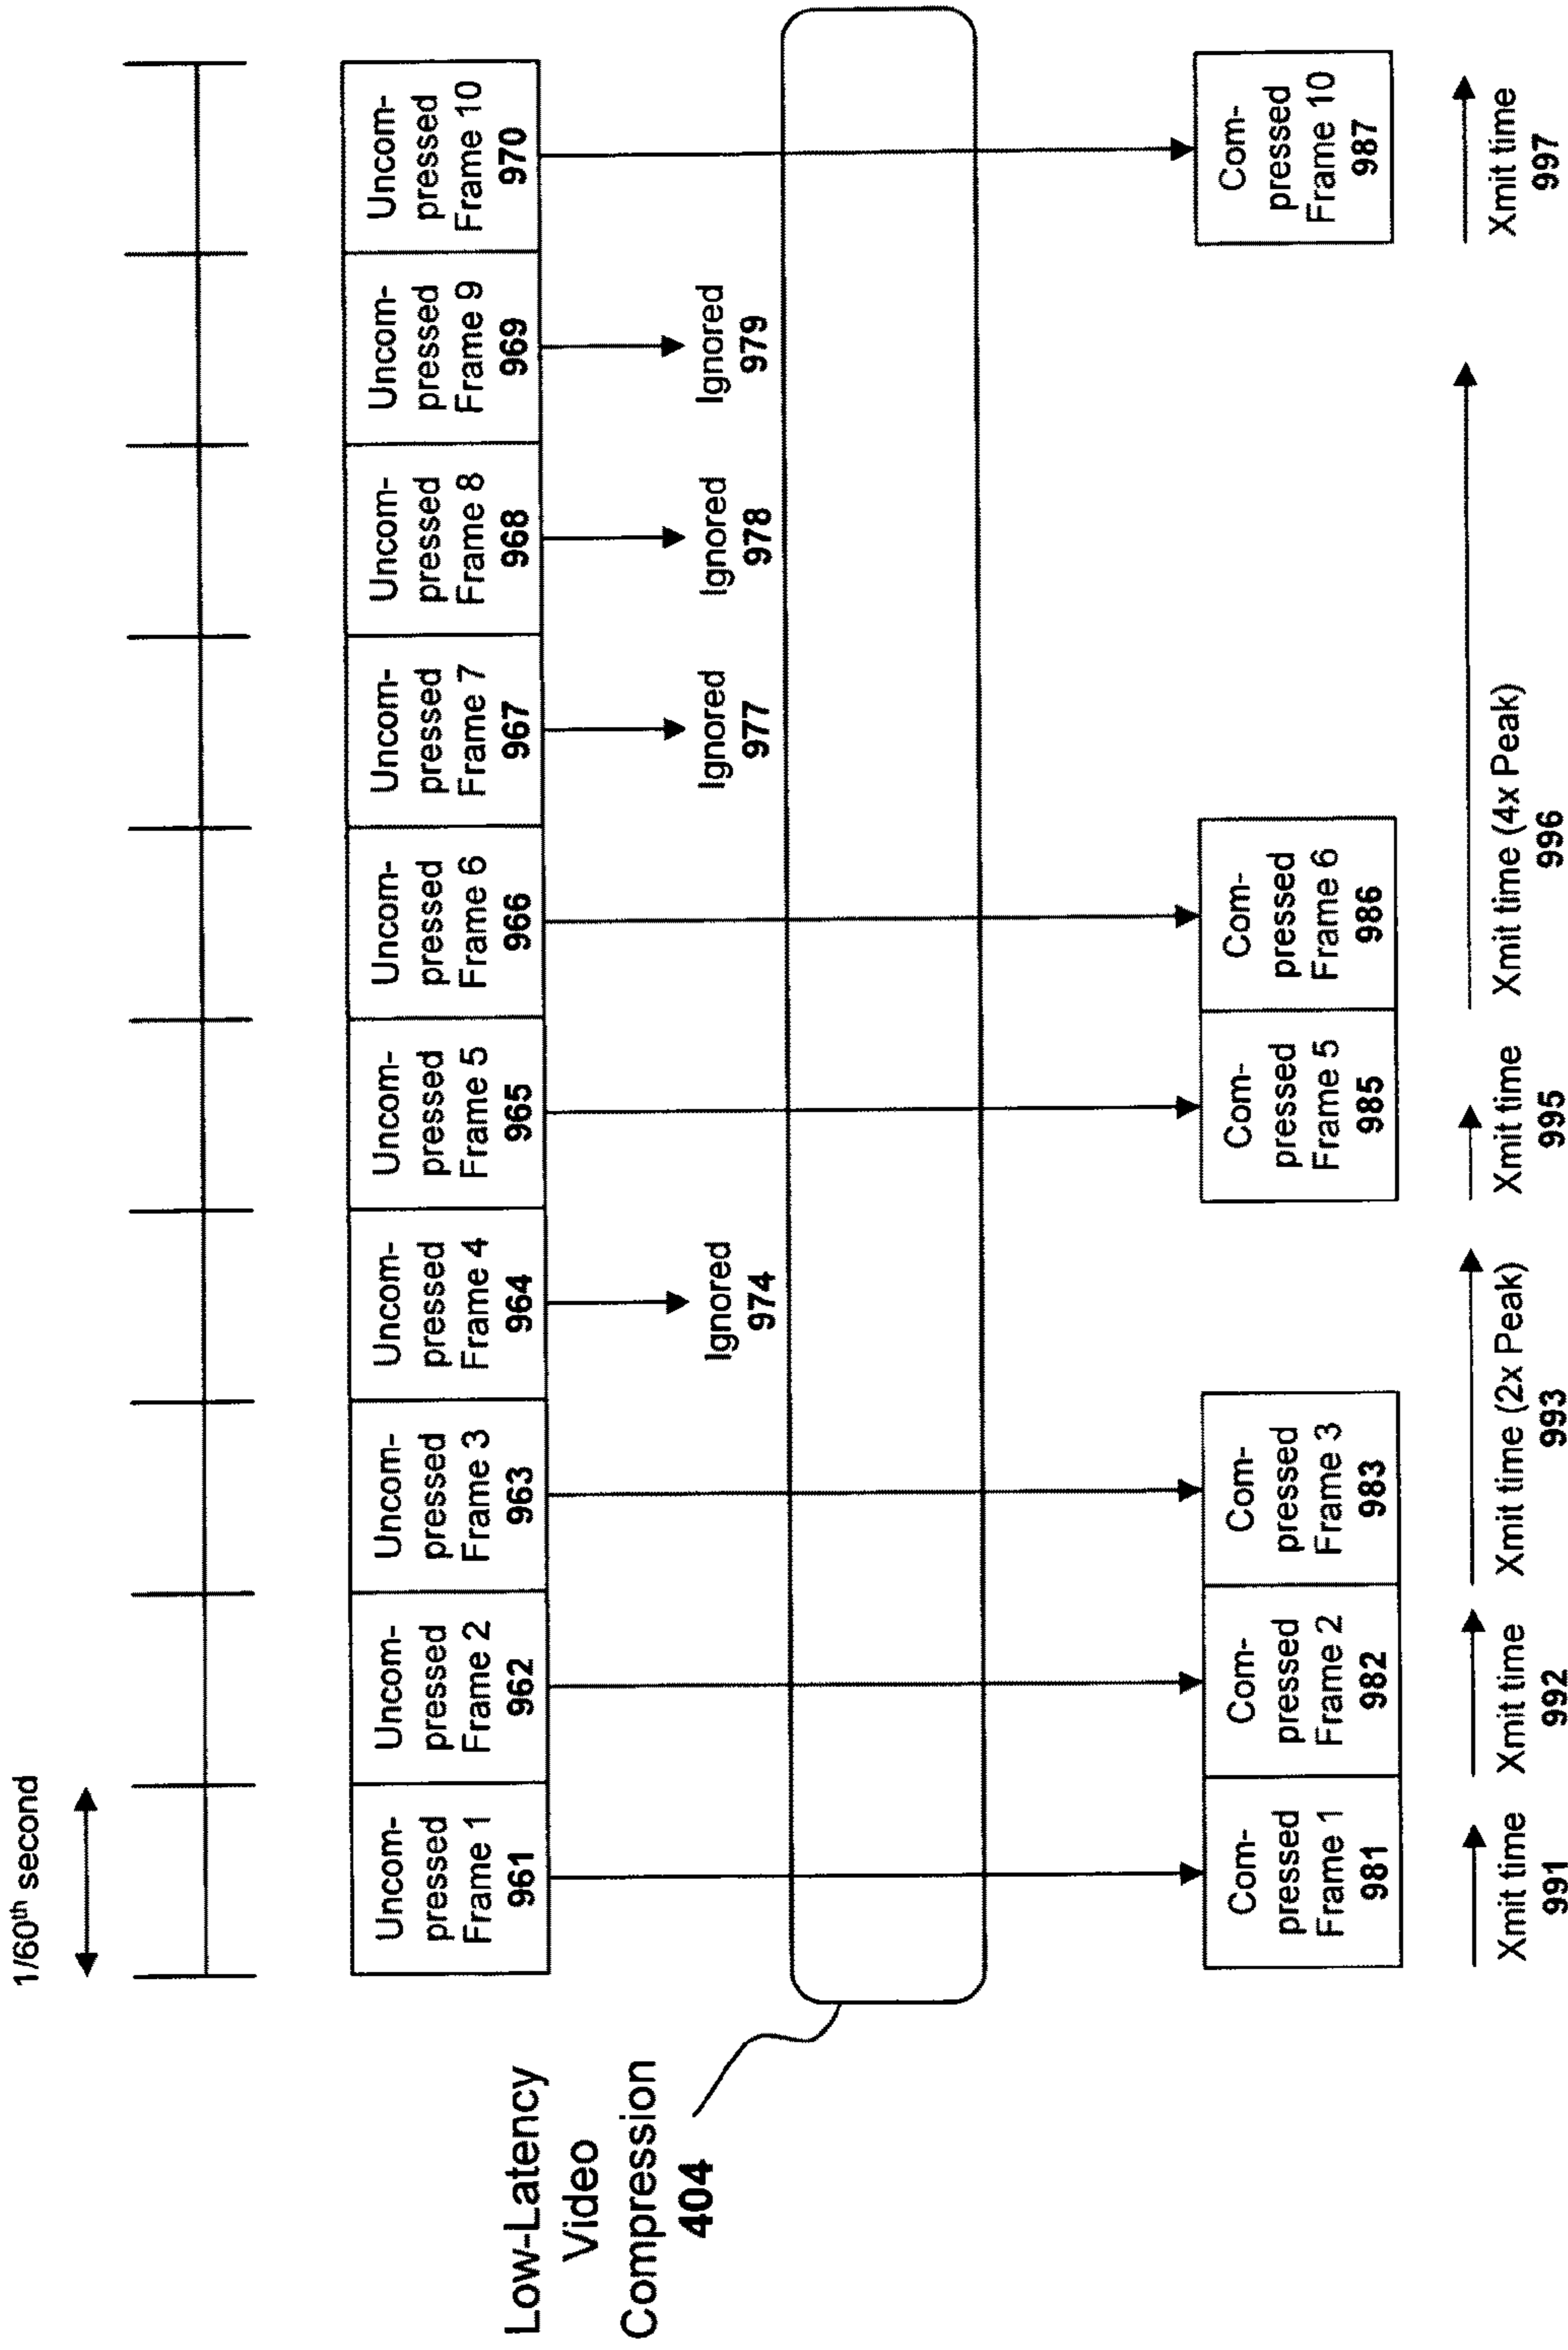 1/60th second
Uncom-
pressed
Frame 1
961
Uncom-
pressed
Frame 2
962
Uncom-
pressed
Frame 3
963
Uncom-
pressed
Frame 4
964
Uncom-
pressed
Frame 5
965
Uncom-
pressed
Frame 6
966
Uncom-
pressed
Frame 7
967
Uncom-
pressed
Frame 8
968
Uncom-
pressed
Frame 9
969
Uncom-
pressed
Frame 10
970
Ignored
974
Ignored
977
Ignored
978
Ignored
979
Low-Latency
Video
Compression
404
Com-
pressed
Frame 1
981
Com-
pressed
Frame 2
982
Com-
pressed
Frame 3
983
Com-
pressed
Frame 5
985
Com-
pressed
Frame 6
986
Com-
pressed
Frame 10
987
Xmit time
991
Xmit time
992
Xmit time (2x Peak)
993
Xmit time
995
Xmit time (4x Peak)
996
Xmit time
997